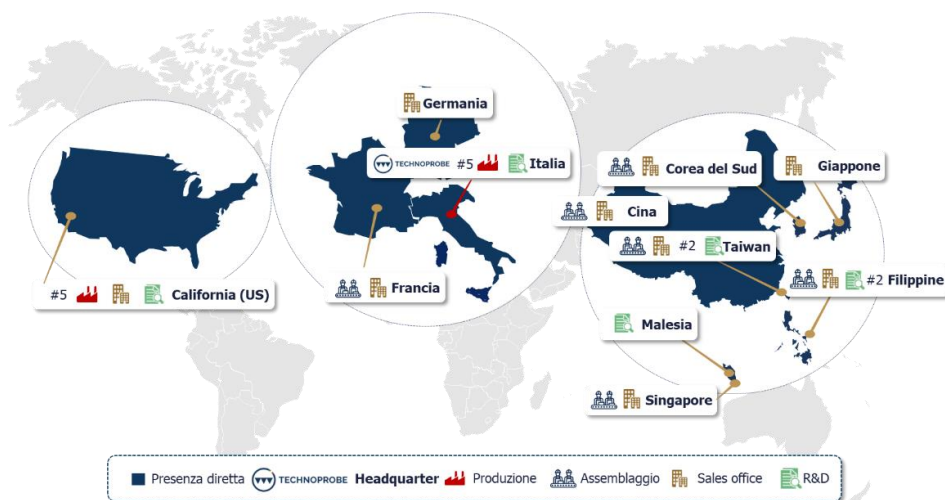 Germania
TECHNOPROBE #5 Italia
Corea del Sud
Giappone
Cina
#2 Taiwan
Francia
#5 California (US)
#2 Filippine
Malesia
Singapore
Presenza diretta TECHNOPROBE Headquarter Produzione Assemblaggio Sales office R&D